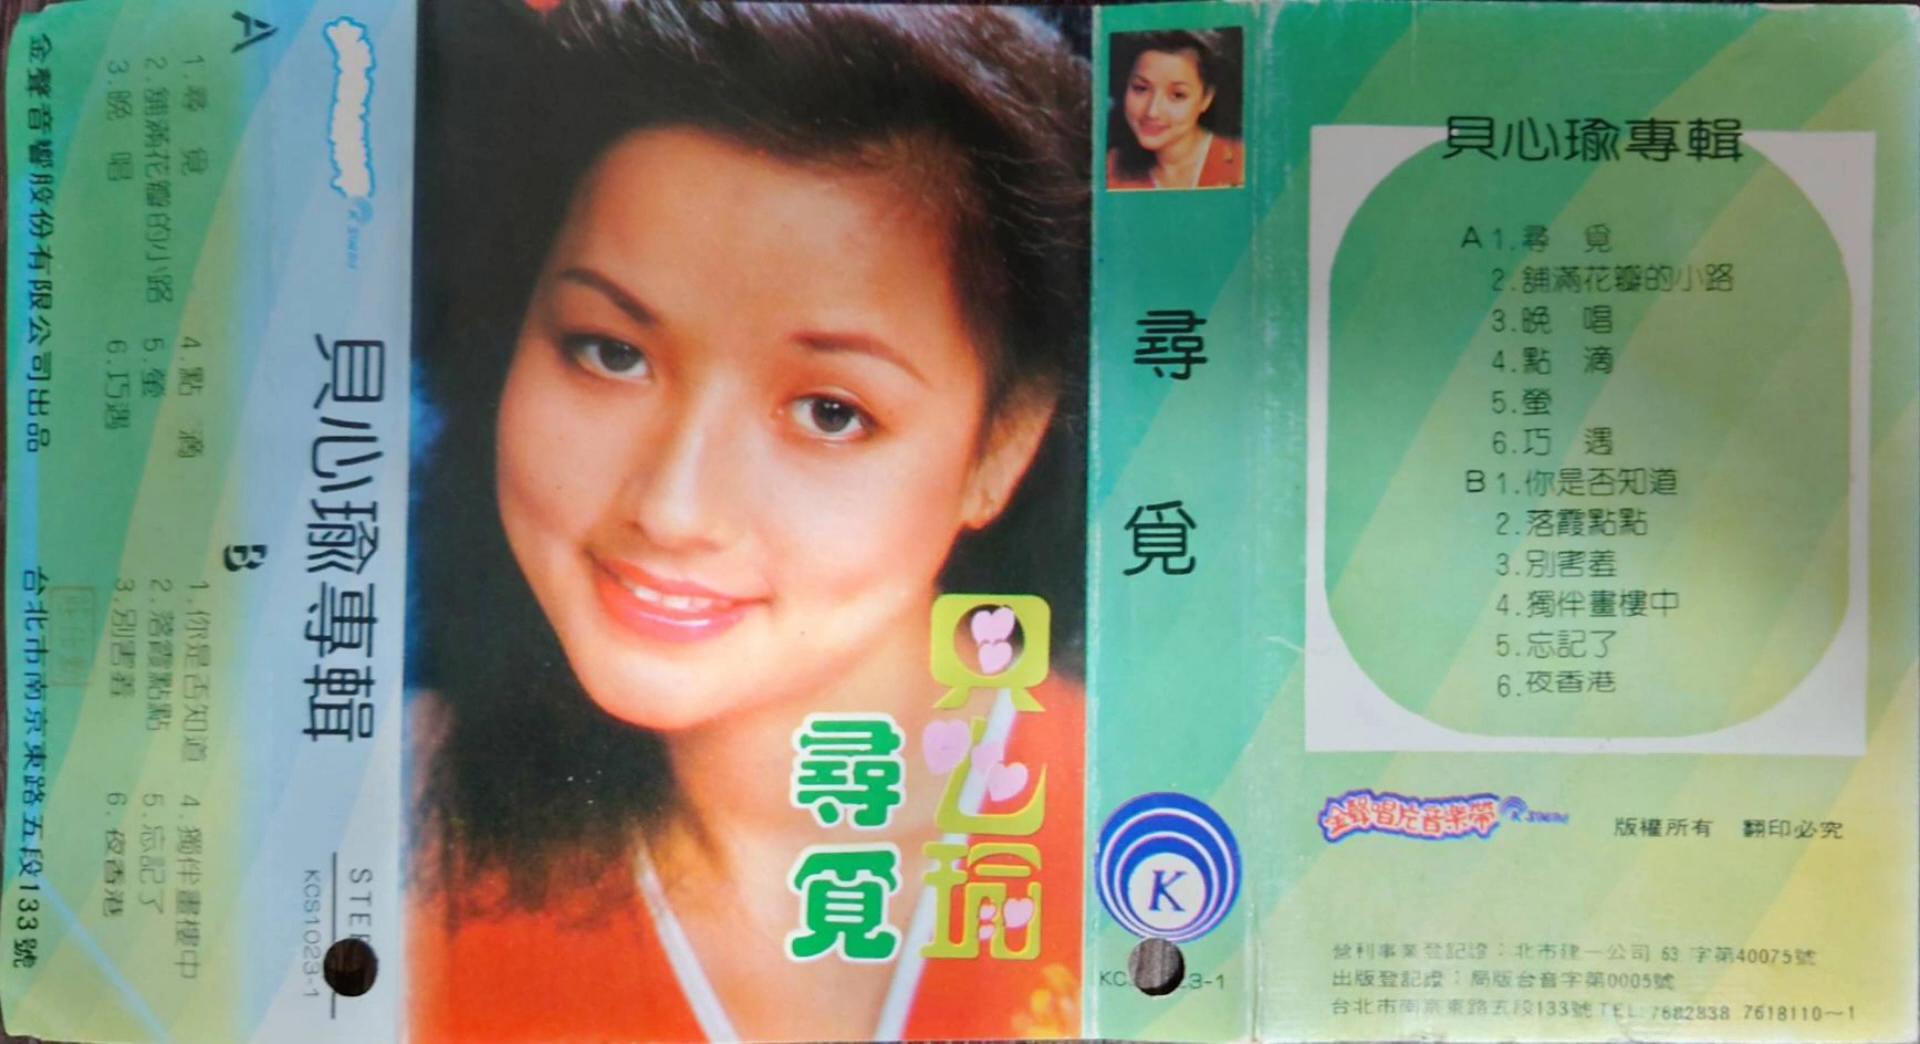 A
1.尋 覓
2.舖滿花瓣的小路
3.晚 唱
4.點 滴
5.螢
6.巧遇
B
1.你是否知道
2.落霞點點
3.別害羞
4.獨伴畫樓中
5.忘記了
6.夜香港
金聲音響股份有限公司出品 台北市南京東路五段133號
貝心瑜專輯
KCS1023-1
貝心瑜
尋覓
尋覓
K
貝心瑜專輯
A 1.尋 覓
2.舖滿花瓣的小路
3.晚 唱
4.點 滴
5.螢
6.巧 遇
B 1.你是否知道
2.落霞點點
3.別害羞
4.獨伴畫樓中
5.忘記了
6.夜香港
金聲唱片音樂帶 版權所有 翻印必究
營利事業登記證:北市建一公司 63 字第40075號
出版登記證:局版台音字第0005號
台北市南京東路五段133號 TEL:7682838 7618110~1